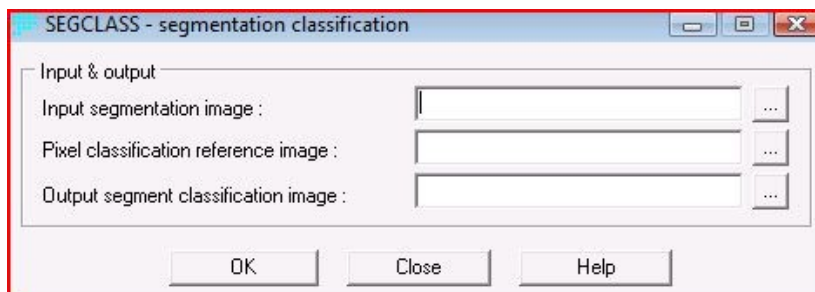 SEGCLASS - segmentation classification
Input & output
Input segmentation image :
...
Pixel classification reference image :
...
Output segment classification image :
...
OK Close Help